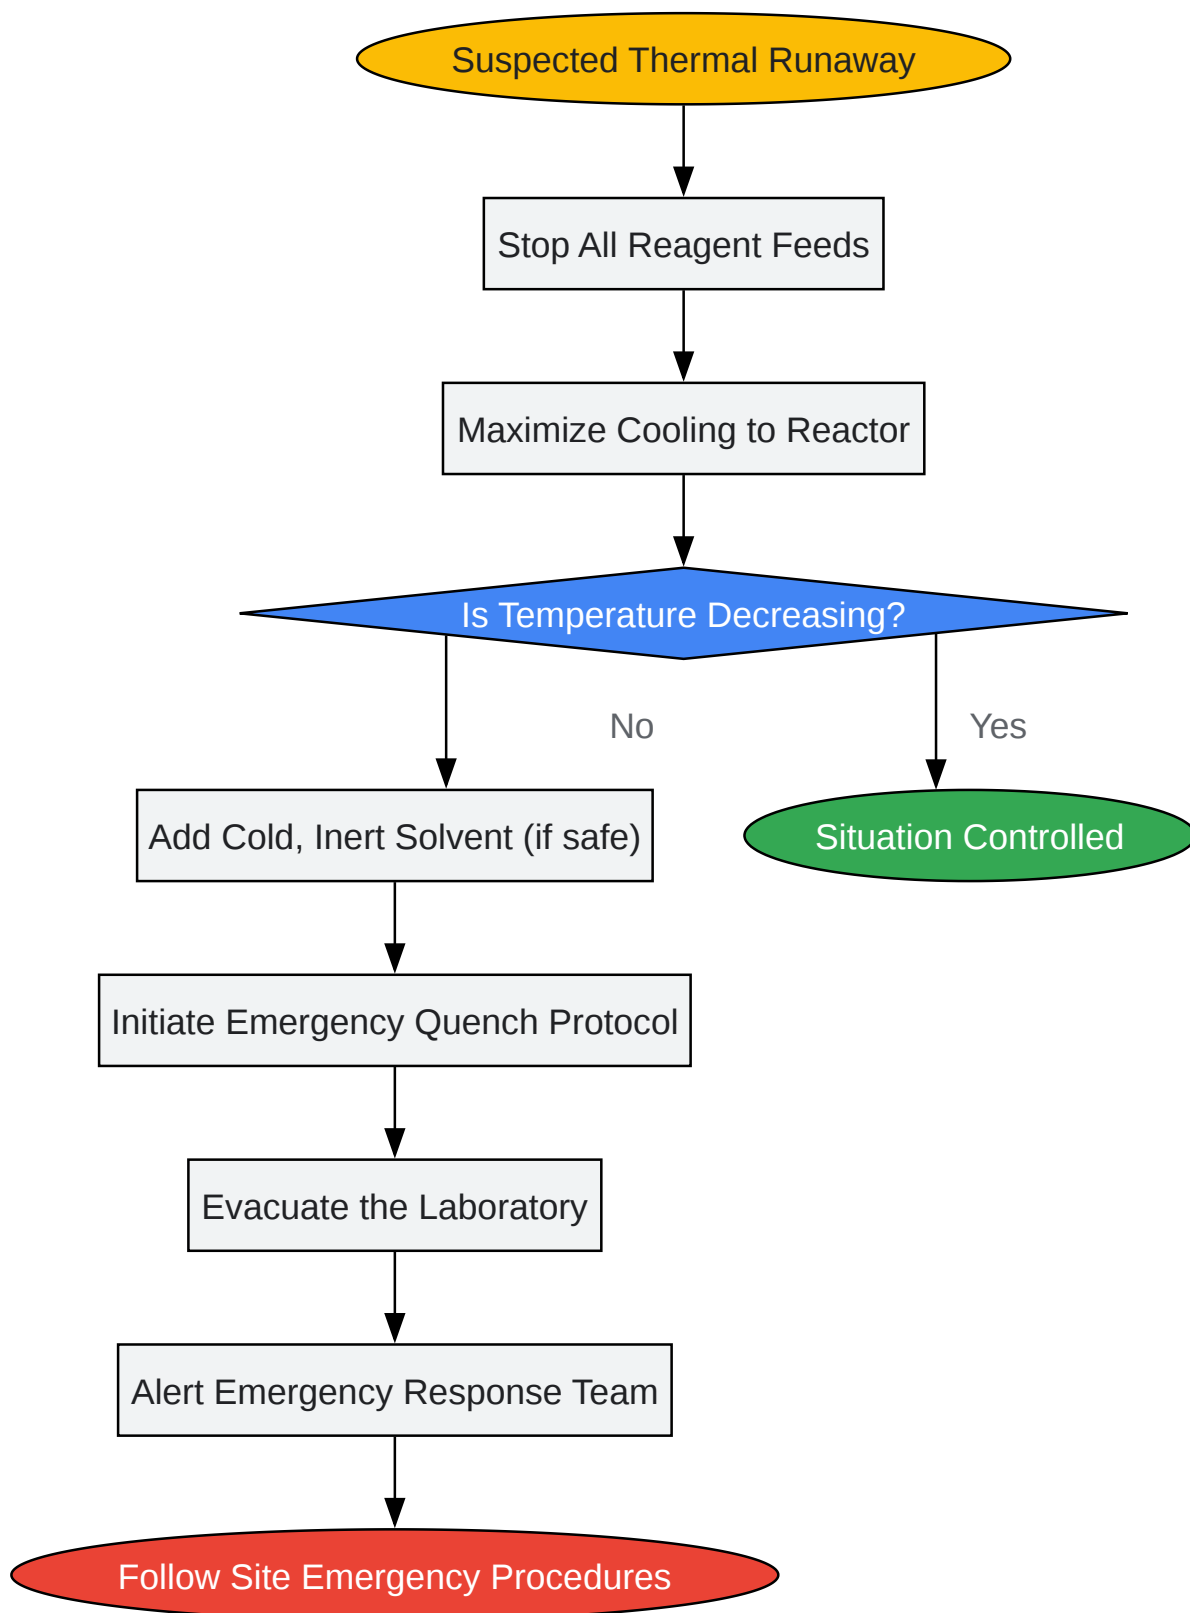 Suspected Thermal Runaway
Stop All Reagent Feeds
Maximize Cooling to Reactor
Is Temperature Decreasing?
No
Yes
Add Cold, Inert Solvent (if safe)
Situation Controlled
Initiate Emergency Quench Protocol
Evacuate the Laboratory
Alert Emergency Response Team
Follow Site Emergency Procedures